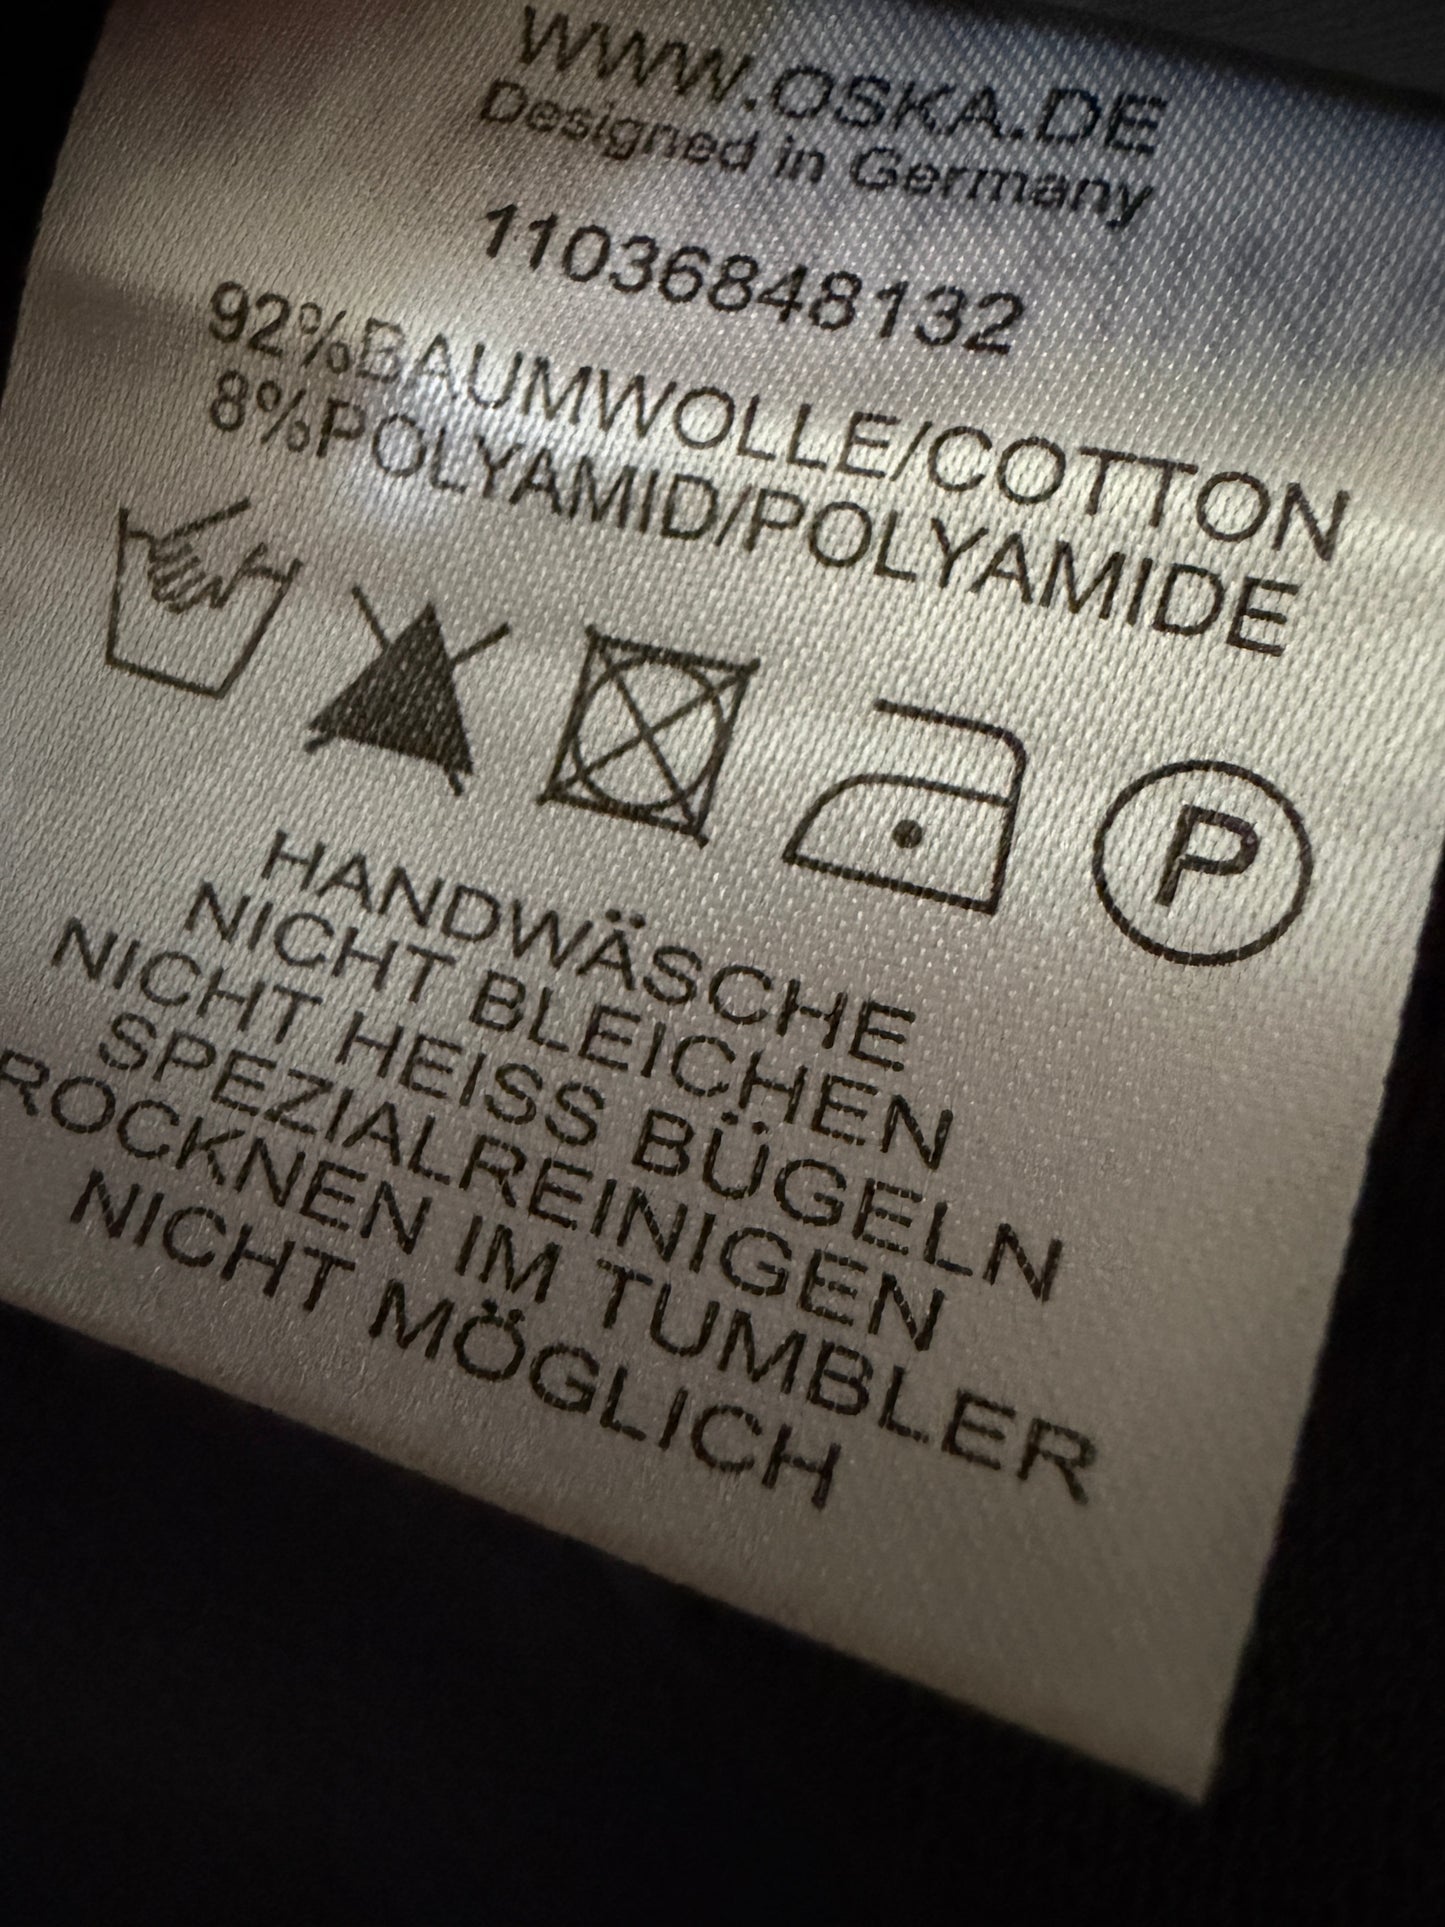 WWW.OSKA.DE
Designed in Germany
11036848132
92%BAUMWOLLE/COTTON
8%POLYAMID/POLYAMIDE
P
HANDWÄSCHE
NICHT BLEICHEN
NICHT HEISS BÜGELN
SPEZIALREINIGEN
ROCKNEN IM TUMBLER
NICHT MÖGLICH